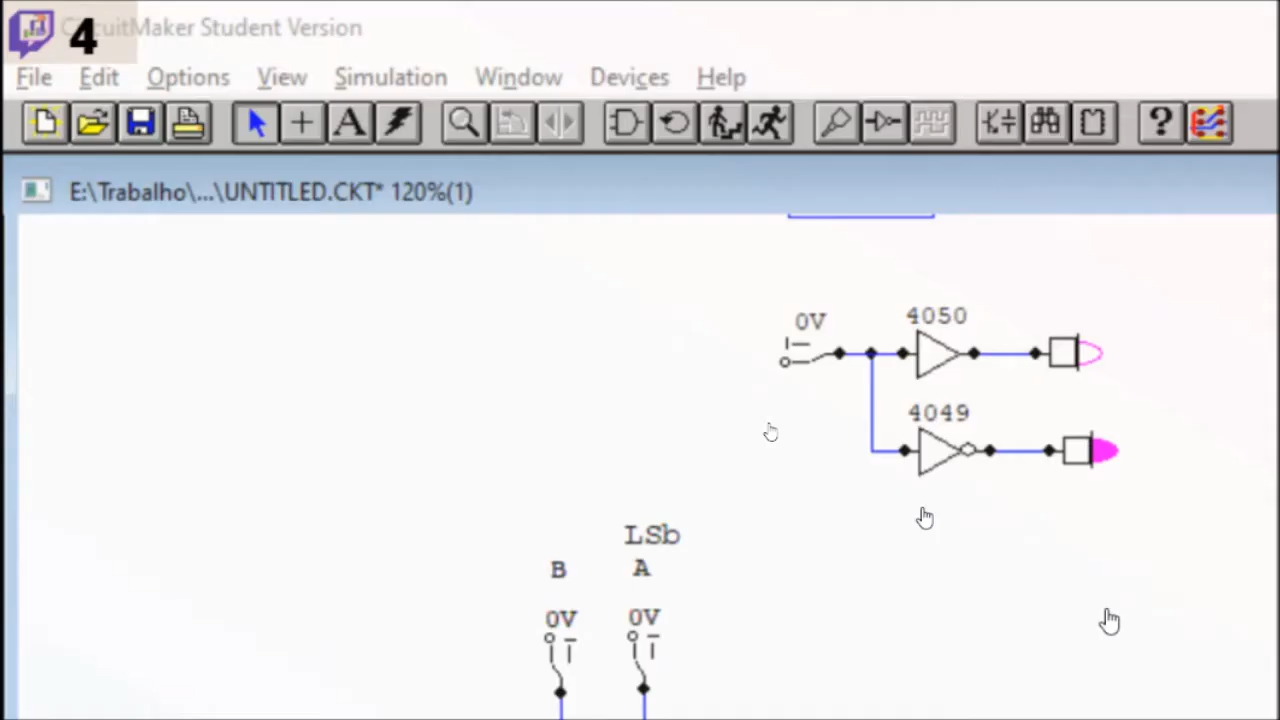 4
CircuitMaker Student Version
File Edit Options View Simulation Window Devices Help
A ?
E:\Trabalho\...\UNTITLED.CKT* 120%(1)
0V 4050
4049
LSb
B A
0V 0V